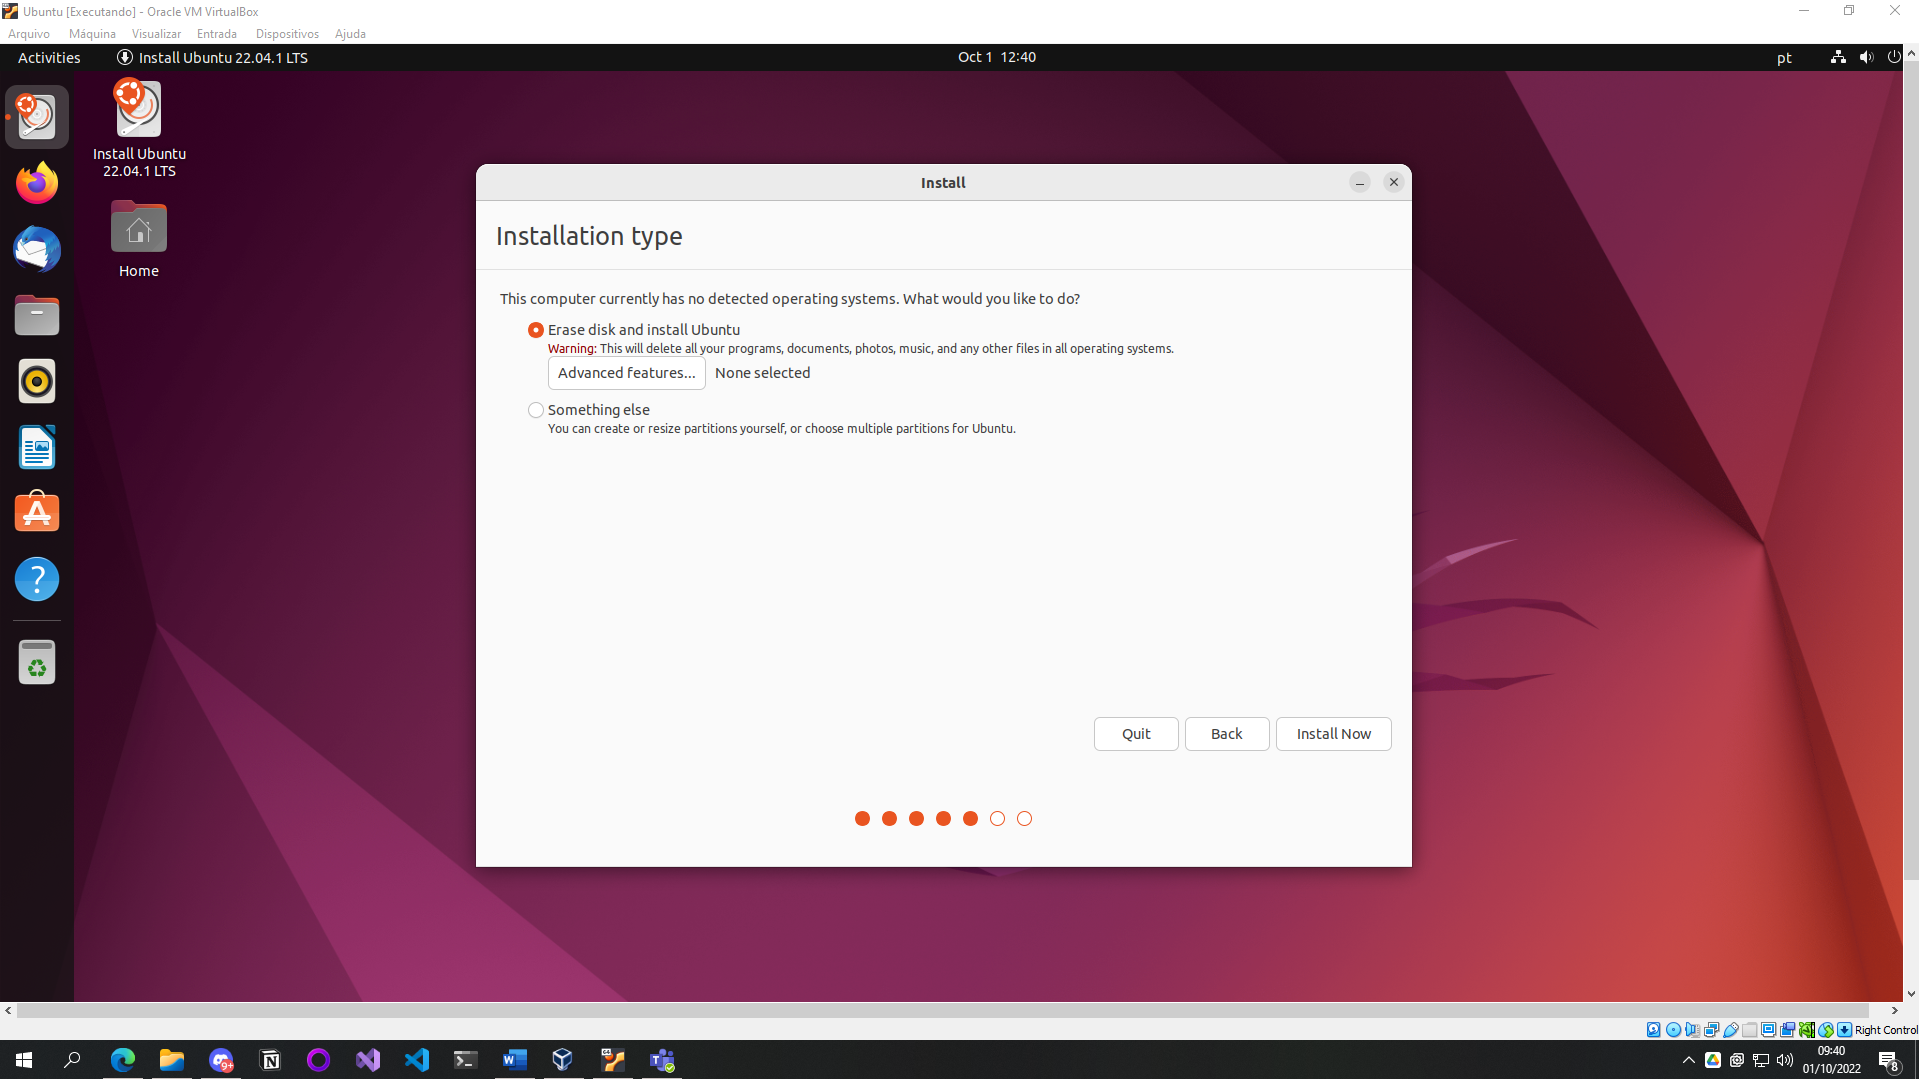 Ubuntu [Executando] - Oracle VM VirtualBox
Arquivo Máquina Visualizar Entrada Dispositivos Ajuda
Activities Install Ubuntu 22.04.1 LTS Oct 1 12:40 pt
Install Ubuntu
22.04.1 LTS
Home
Install
Installation type
This computer currently has no detected operating systems. What would you like to do?
Erase disk and install Ubuntu
Warning: This will delete all your programs, documents, photos, music, and any other files in all operating systems.
Advanced features... None selected
Something else
You can create or resize partitions yourself, or choose multiple partitions for Ubuntu.
Quit Back Install Now
Right Control
9+
09:40
01/10/2022
8